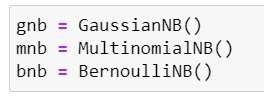 gnb = GaussianNB()
mnb = MultinomialNB()
bnb = BernoulliNB()